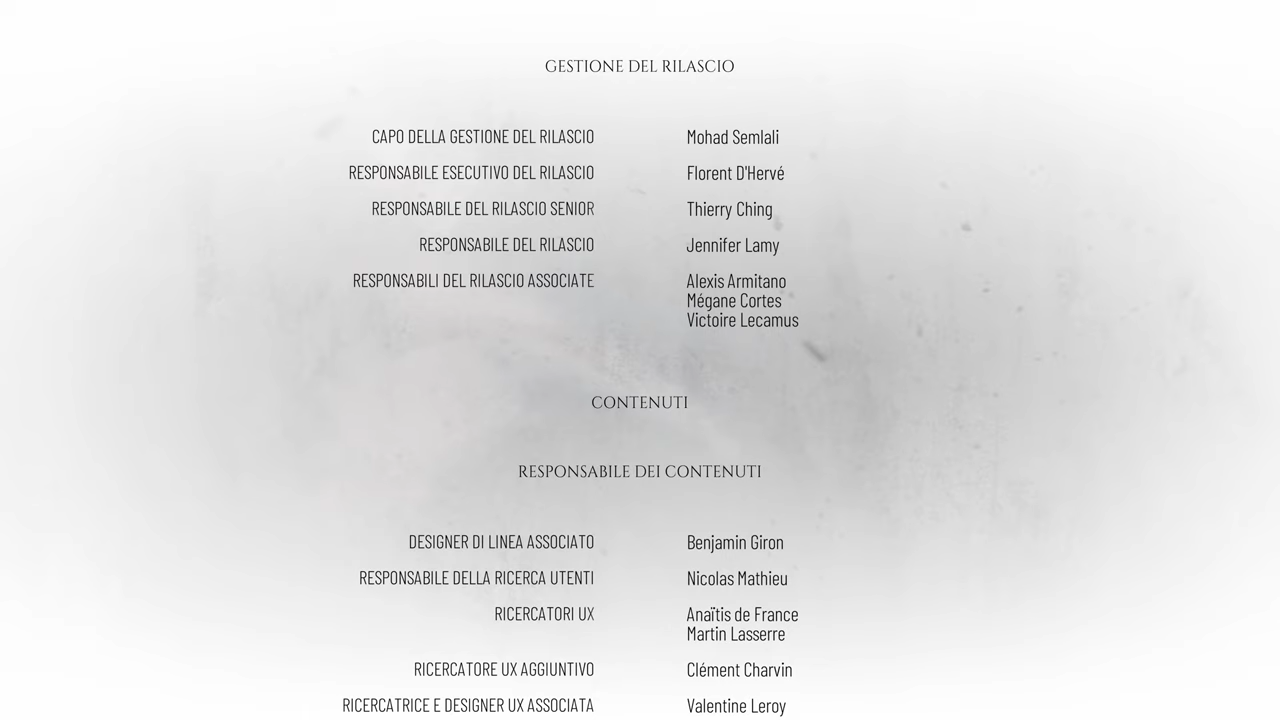 GESTIONE DEL RILASCIO
CAPO DELLA GESTIONE DEL RILASCIO Mohad Semlali
RESPONSABILE ESECUTIVO DEL RILASCIO Florent D'Hervé
RESPONSABILE DEL RILASCIO SENIOR Thierry Ching
RESPONSABILE DEL RILASCIO Jennifer Lamy
RESPONSABILI DEL RILASCIO ASSOCIATE Alexis Armitano
Mégane Cortes
Victoire Lecamus
CONTENUTI
RESPONSABILE DEI CONTENUTI
DESIGNER DI LINEA ASSOCIATO Benjamin Giron
RESPONSABILE DELLA RICERCA UTENTI Nicolas Mathieu
RICERCATORI UX Anaïtis de France
Martin Lasserre
RICERCATORE UX AGGIUNTIVO Clément Charvin
RICERCATRICE E DESIGNER UX ASSOCIATA Valentine Leroy